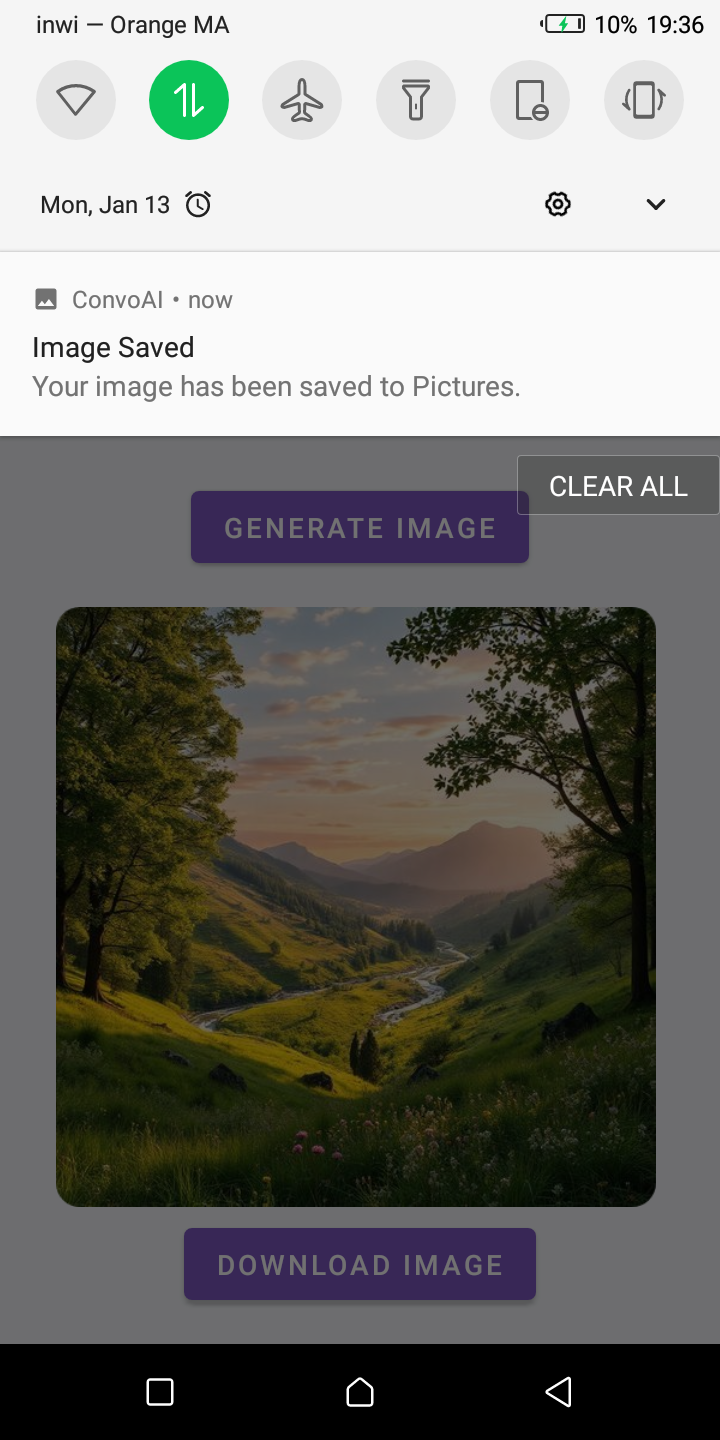 inwi — Orange MA 10% 19:36
Mon, Jan 13
ConvoAI • now
Image Saved
Your image has been saved to Pictures.
CLEAR ALL
GENERATE IMAGE
DOWNLOAD IMAGE